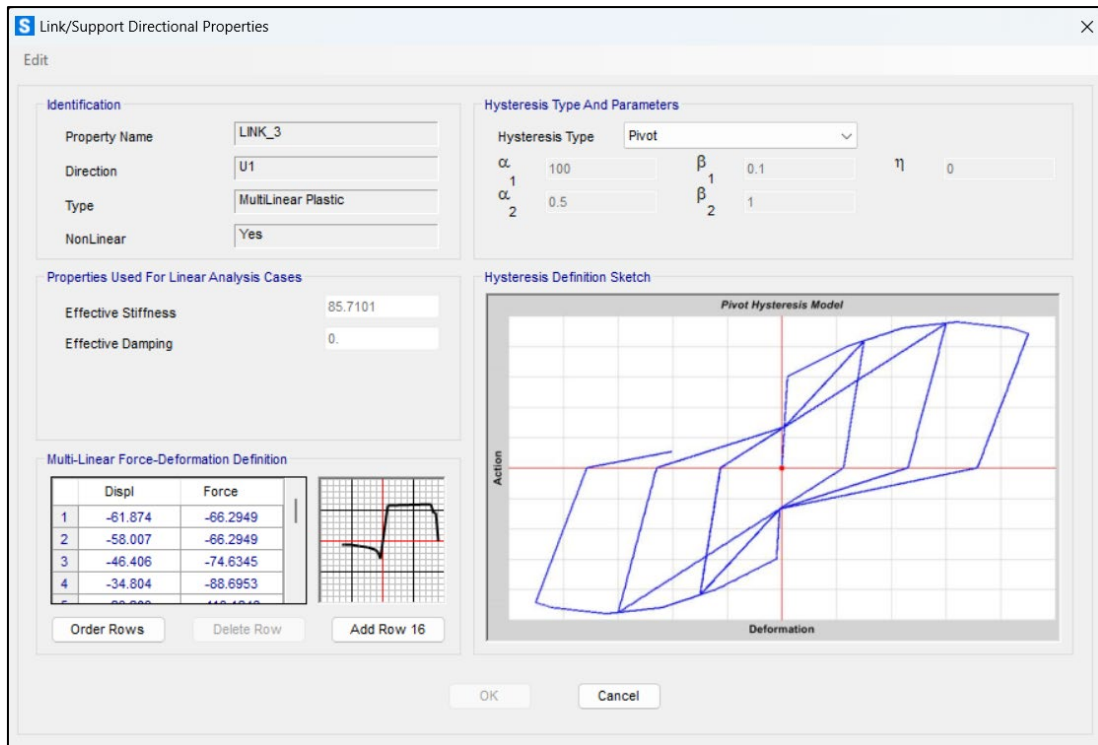 S Link/Support Directional Properties
Edit
Identification
Property Name LINK_3
Direction U1
Type MultiLinear Plastic
NonLinear Yes
Hysteresis Type And Parameters
Hysteresis Type Pivot
α1 100 β1 0.1 η 0
α2 0.5 β2 1
Properties Used For Linear Analysis Cases
Effective Stiffness 85.7101
Effective Damping 0.
Hysteresis Definition Sketch
Pivot Hysteresis Model
Action
Deformation
Multi-Linear Force-Deformation Definition
Displ Force
1 -61.874 -66.2949
2 -58.007 -66.2949
3 -46.406 -74.6345
4 -34.804 -88.6953
Order Rows Delete Row Add Row 16
OK Cancel